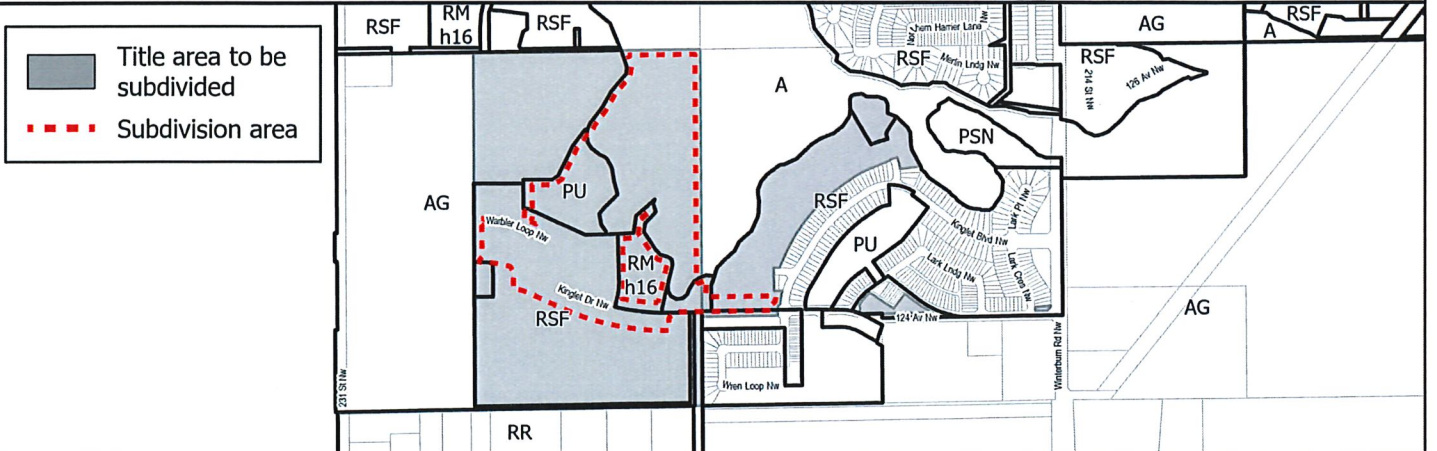 Title area to be
subdivided
Subdivision area
RSF
RM
h16
RSF
AG
RSF
A
Merlin Lndg Nw
RSF
A
RSF
214 St NW
126 Av Nw
PSN
AG
PU
RSF
Warbler Loop Nw
PU
Kinglet Blvd Nw
Lark Pl Nw
Lark Lndg Nw
Lark Cres Nw
RM
h16
Kinglet Dr Nw
RSF
124 Av Nw
AG
Wren Loop Nw
Winterburn Rd Nw
231 St Nw
RR